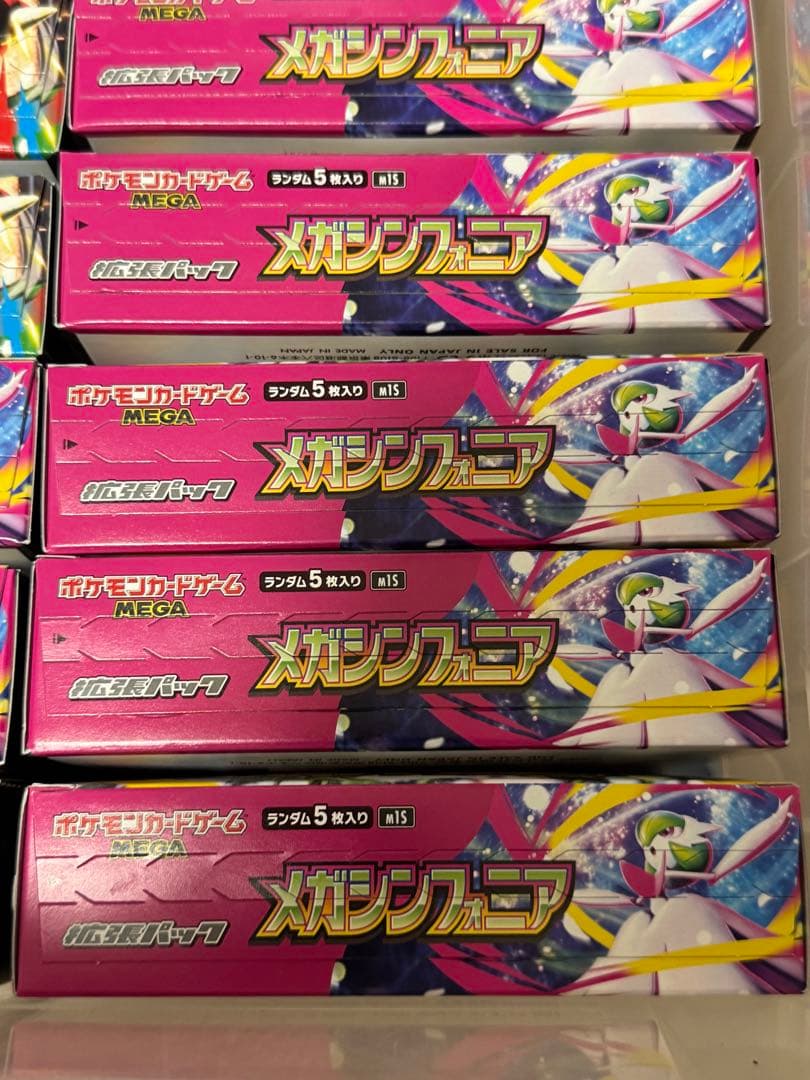 ポケモンカードゲーム
MEGA
拡張パック
メガシンフォニア
ポケモンカードゲーム
MEGA
ランダム5枚入り
M1S
拡張パック
メガシンフォニア
FOR SALE IN JAPAN ONLY
MADE IN JAPAN
ポケモンカードゲーム
MEGA
ランダム5枚入り
M1S
拡張パック
メガシンフォニア
ポケモンカードゲーム
MEGA
ランダム5枚入り
M1S
拡張パック
メガシンフォニア
ポケモンカードゲーム
MEGA
ランダム5枚入り
M1S
拡張パック
メガシンフォニア